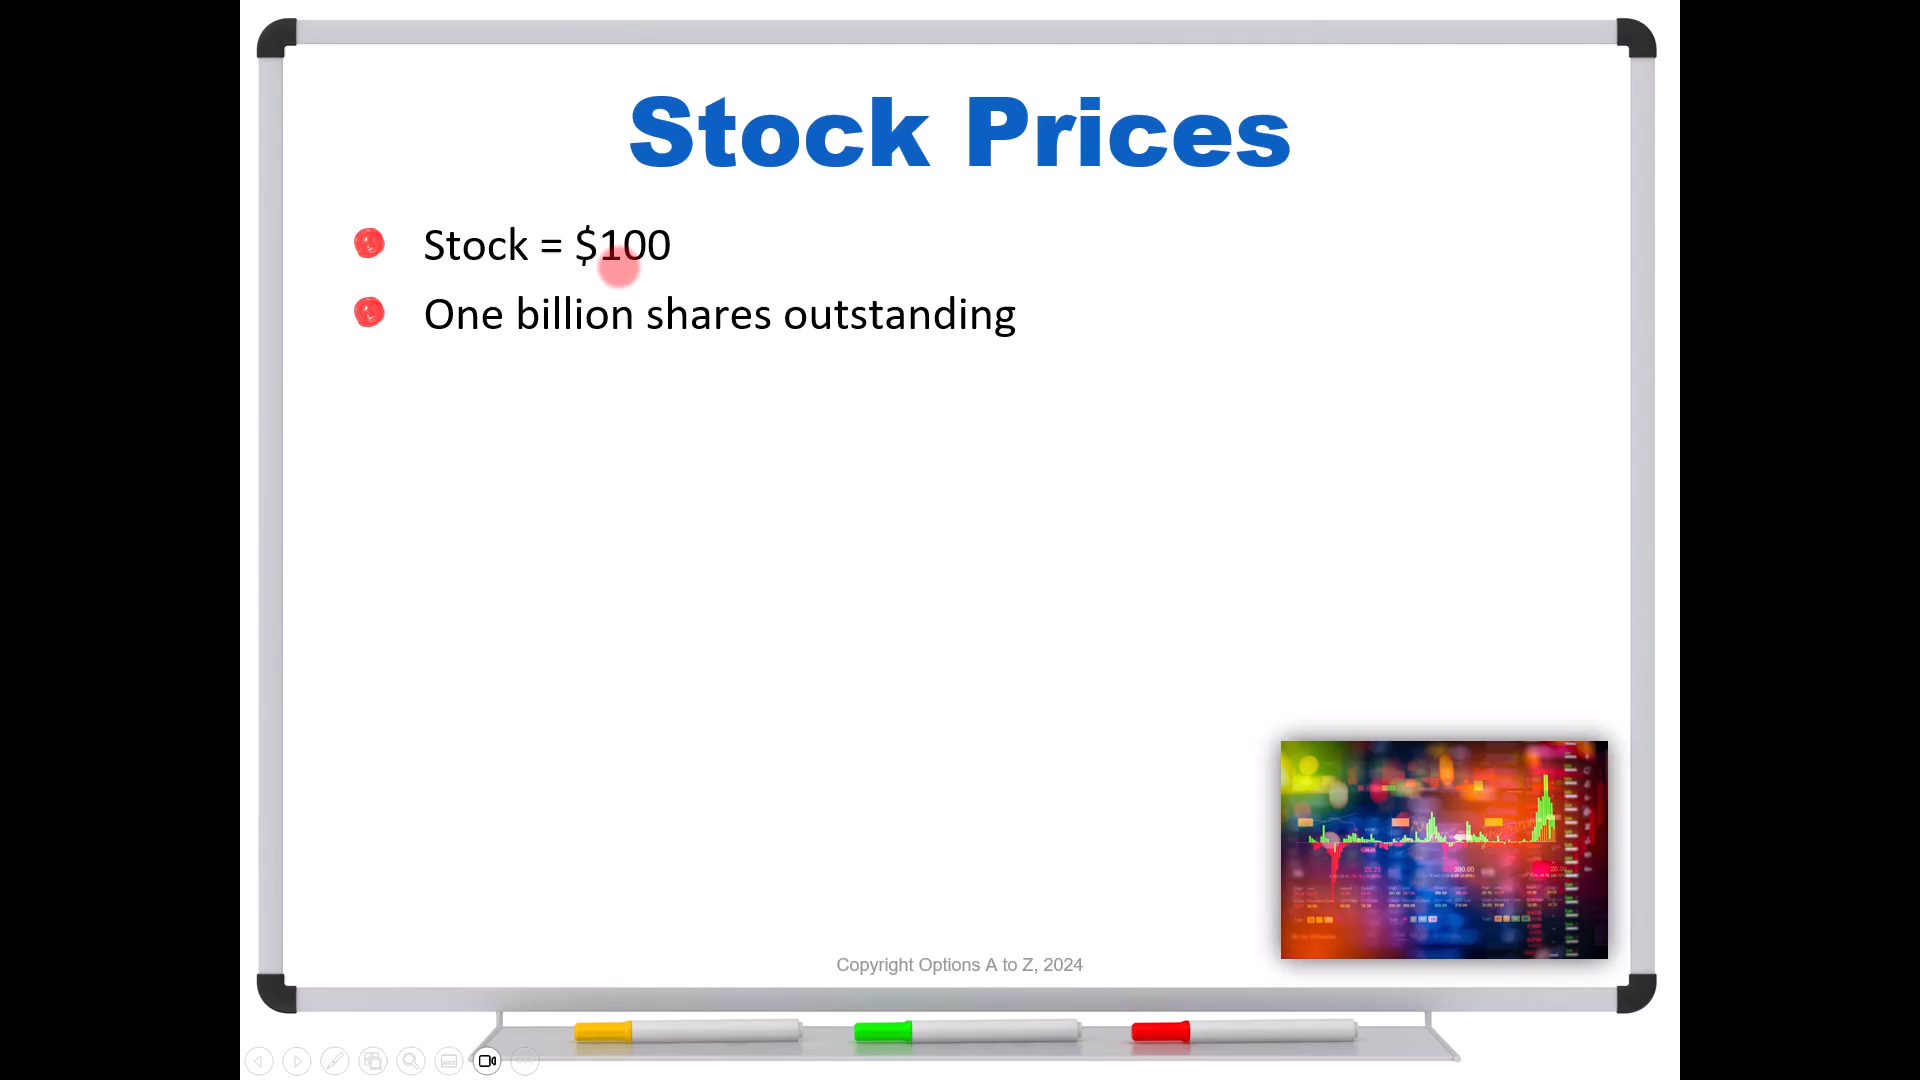 Stock Prices
Stock = $100
One billion shares outstanding
Copyright Options A to Z, 2024